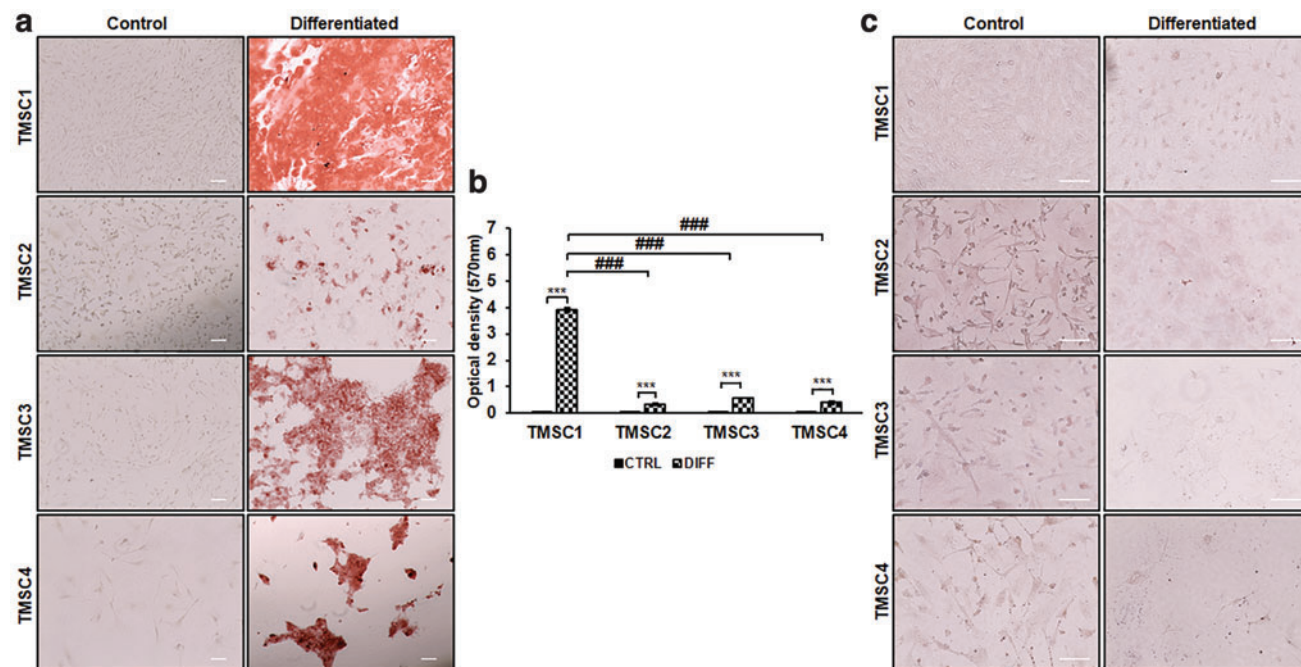 a
Control
Differentiated
TMSC1
TMSC2
TMSC3
TMSC4
b
Optical density (570nm)
7
6
5
4
3
2
1
0
###
###
###
***
***
***
***
TMSC1 TMSC2 TMSC3 TMSC4
CTRL DIFF
c
Control
Differentiated
TMSC1
TMSC2
TMSC3
TMSC4